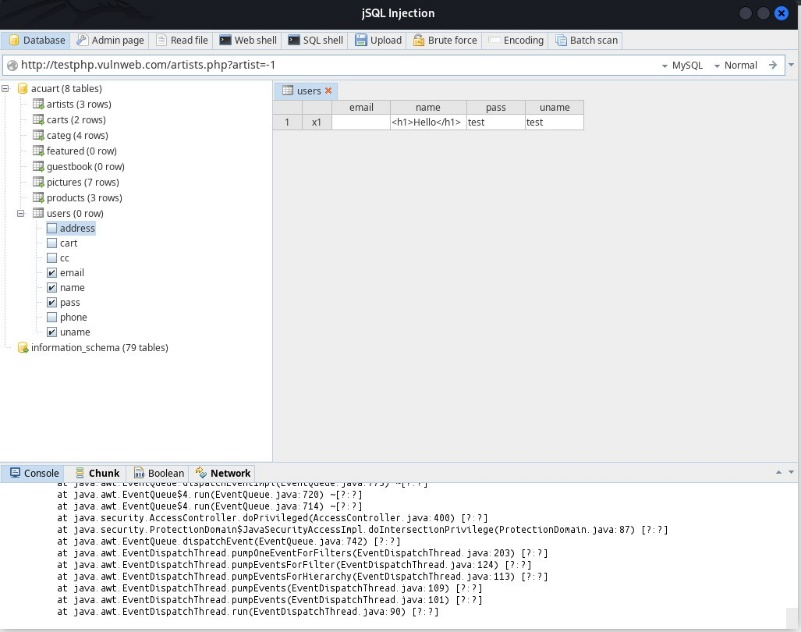 jSQL Injection
Database Admin page Read file Web shell SQL shell Upload Brute force Encoding Batch scan
http://testphp.vulnweb.com/artists.php?artist=-1 MySQL Normal
acuart (8 tables)
artists (3 rows)
carts (2 rows)
categ (4 rows)
featured (0 row)
guestbook (0 row)
pictures (7 rows)
products (3 rows)
users (0 row)
address
cart
cc
email
name
pass
phone
uname
information_schema (79 tables)
users
email name pass uname
1 x1 <h1>Hello</h1> test test
Console Chunk Boolean Network
at java.awt.EventQueue.dispatchEventImpl(EventQueue.java:773) ~[?:?]
at java.awt.EventQueue$4.run(EventQueue.java:720) ~[?:?]
at java.awt.EventQueue$4.run(EventQueue.java:714) ~[?:?]
at java.security.AccessController.doPrivileged(AccessController.java:400) [?:?]
at java.security.ProtectionDomain$JavaSecurityAccessImpl.doIntersectionPrivilege(ProtectionDomain.java:87) [?:?]
at java.awt.EventQueue.dispatchEvent(EventQueue.java:742) [?:?]
at java.awt.EventDispatchThread.pumpOneEventForFilters(EventDispatchThread.java:203) [?:?]
at java.awt.EventDispatchThread.pumpEventsForFilter(EventDispatchThread.java:124) [?:?]
at java.awt.EventDispatchThread.pumpEventsForHierarchy(EventDispatchThread.java:113) [?:?]
at java.awt.EventDispatchThread.pumpEvents(EventDispatchThread.java:109) [?:?]
at java.awt.EventDispatchThread.pumpEvents(EventDispatchThread.java:101) [?:?]
at java.awt.EventDispatchThread.run(EventDispatchThread.java:90) [?:?]